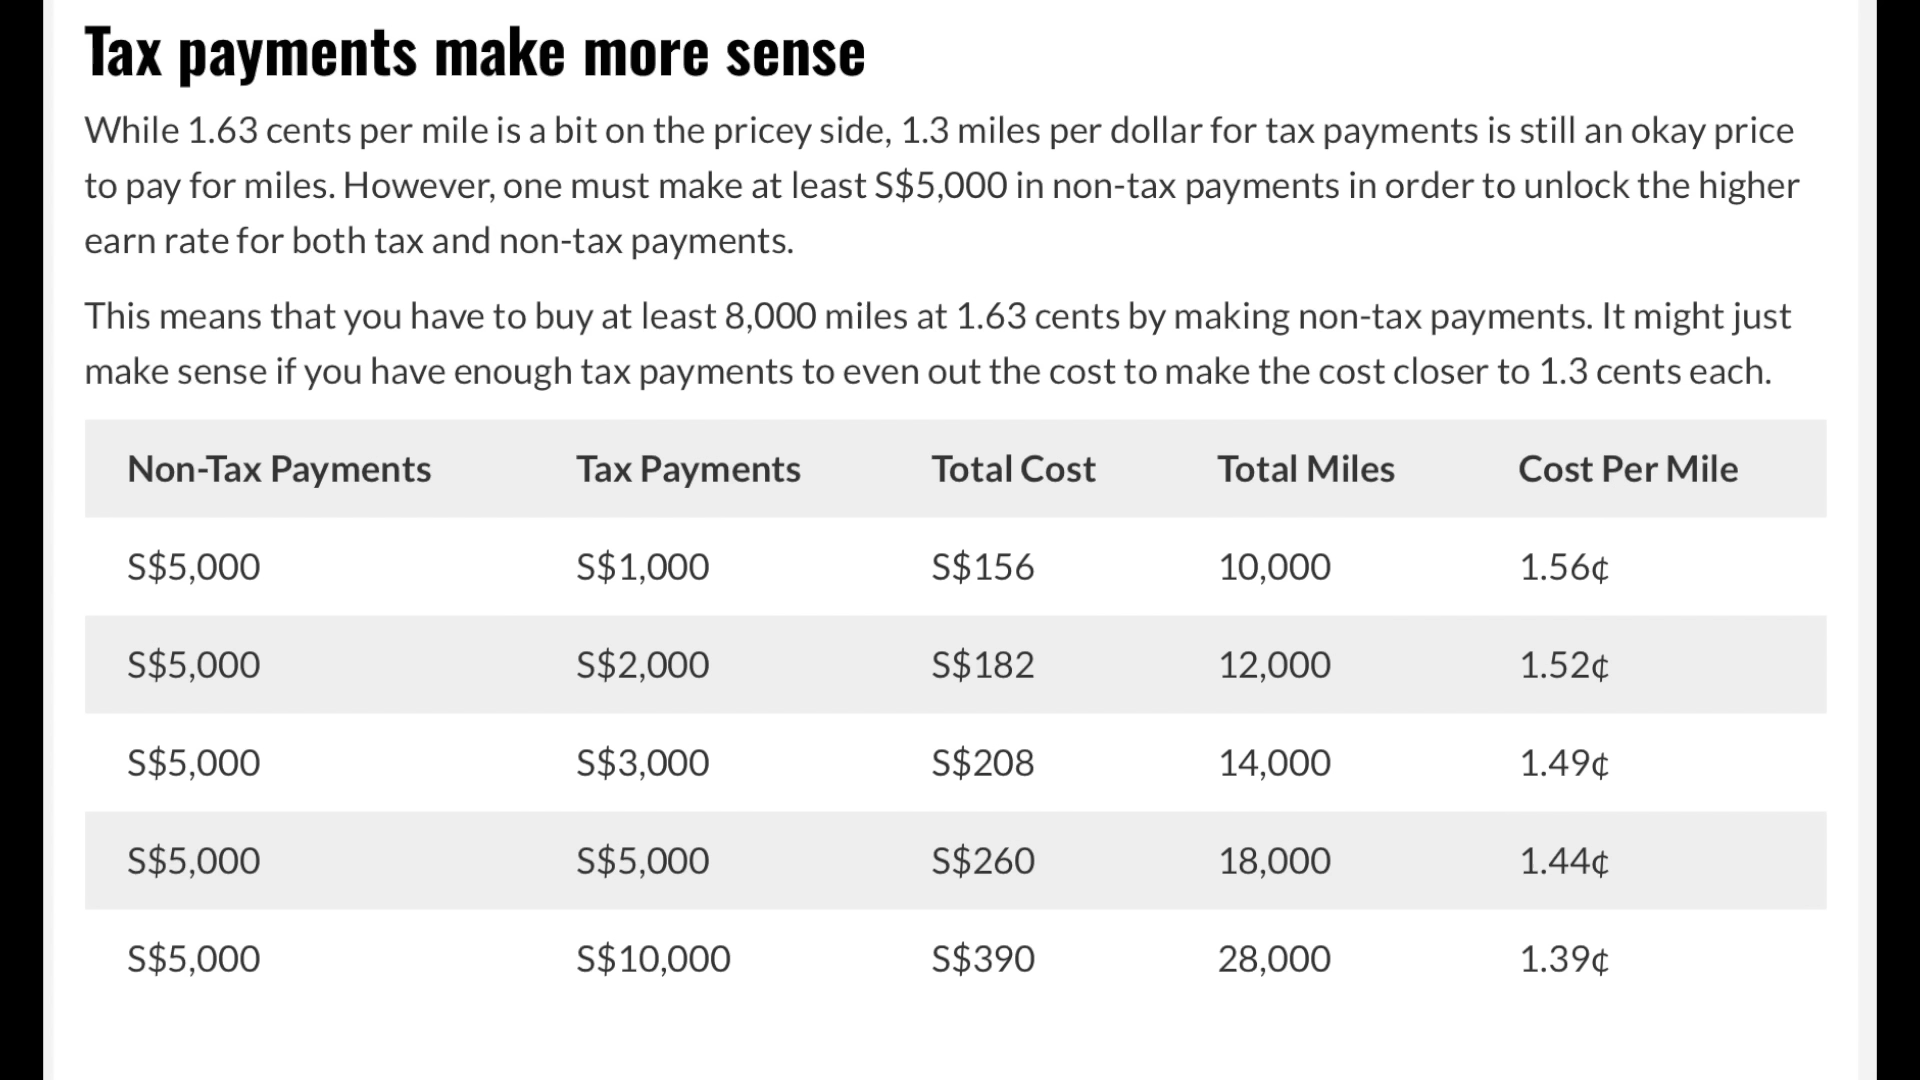 Tax payments make more sense
While 1.63 cents per mile is a bit on the pricey side, 1.3 miles per dollar for tax payments is still an okay price
to pay for miles. However, one must make at least S$5,000 in non-tax payments in order to unlock the higher
earn rate for both tax and non-tax payments.
This means that you have to buy at least 8,000 miles at 1.63 cents by making non-tax payments. It might just
make sense if you have enough tax payments to even out the cost to make the cost closer to 1.3 cents each.
Non-Tax Payments Tax Payments Total Cost Total Miles Cost Per Mile
S$5,000 S$1,000 S$156 10,000 1.56¢
S$5,000 S$2,000 S$182 12,000 1.52¢
S$5,000 S$3,000 S$208 14,000 1.49¢
S$5,000 S$5,000 S$260 18,000 1.44¢
S$5,000 S$10,000 S$390 28,000 1.39¢